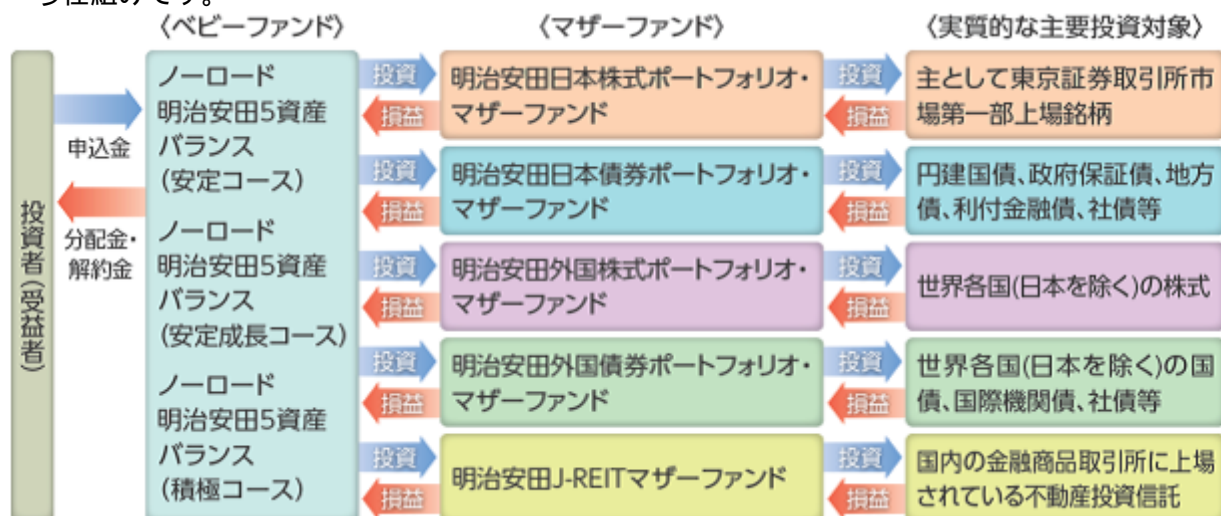 う仕組みです。
〈ベビーファンド〉
〈マザーファンド〉
〈実質的な主要投資対象〉
投資者(受益者)
申込金
分配金・
解約金
ノーロード
明治安田5資産
バランス
(安定コース)
ノーロード
明治安田5資産
バランス
(安定成長コース)
ノーロード
明治安田5資産
バランス
(積極コース)
投資
損益
明治安田日本株式ポートフォリオ・
マザーファンド
投資
損益
主として東京証券取引所市
場第一部上場銘柄
投資
損益
明治安田日本債券ポートフォリオ・
マザーファンド
投資
損益
円建国債、政府保証債、地方
債、利付金融債、社債等
投資
損益
明治安田外国株式ポートフォリオ・
マザーファンド
投資
損益
世界各国(日本を除く)の株式
投資
損益
明治安田外国債券ポートフォリオ・
マザーファンド
投資
損益
世界各国(日本を除く)の国
債、国際機関債、社債等
投資
損益
明治安田J-REITマザーファンド
投資
損益
国内の金融商品取引所に上場
されている不動産投資信託